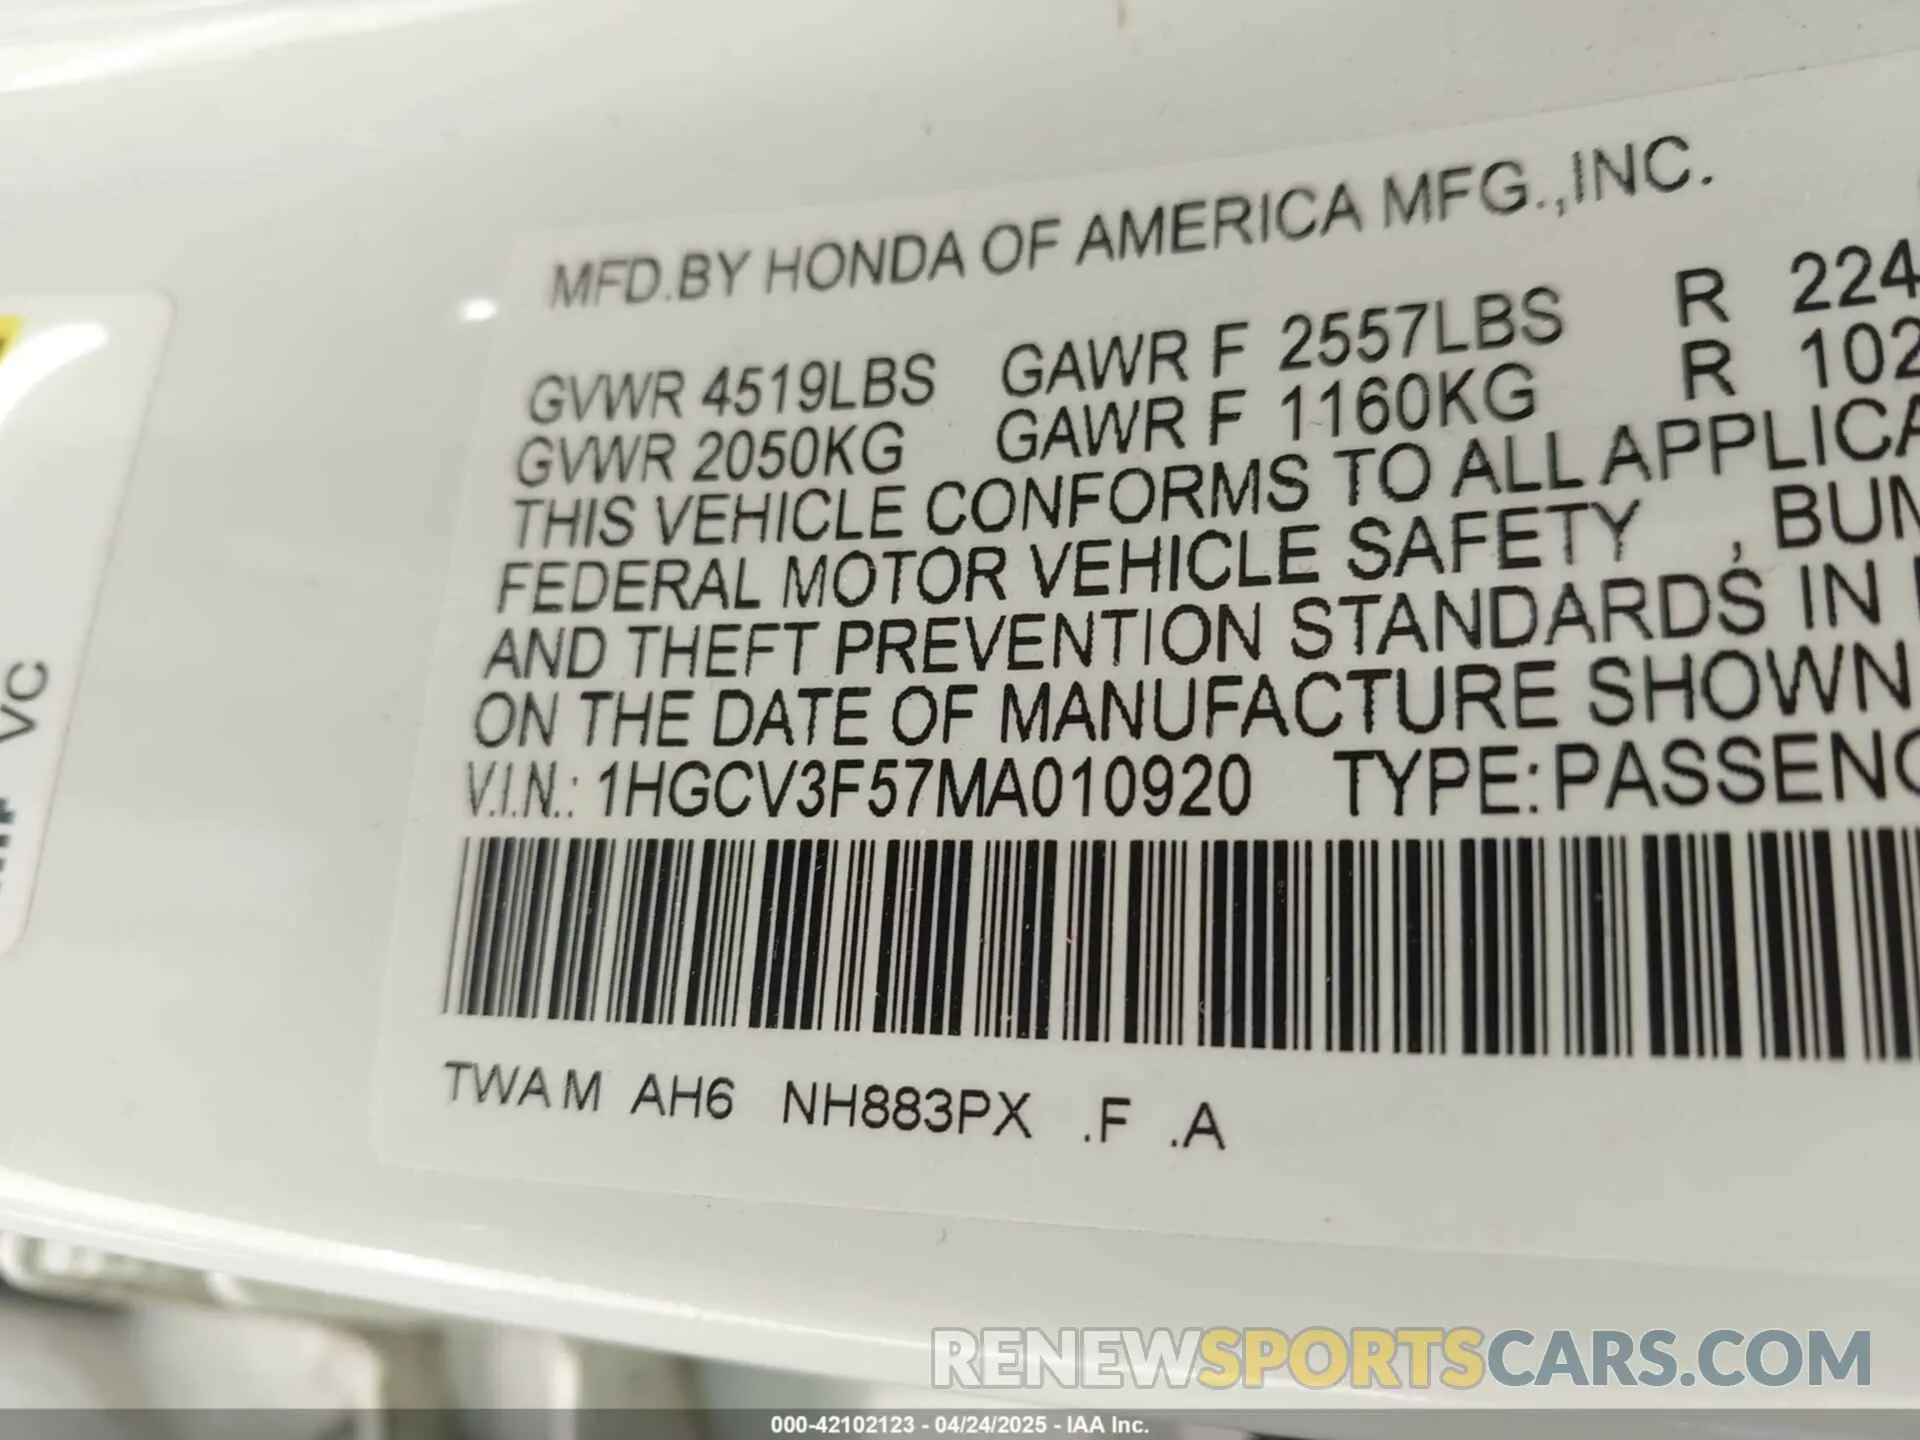 MFD.BY HONDA OF AMERICA MFG.,INC.
GVWR 4519LBS GAWR F 2557LBS R 224
GVWR 2050KG GAWR F 1160KG R 102
THIS VEHICLE CONFORMS TO ALL APPLICA
FEDERAL MOTOR VEHICLE SAFETY , BUM
AND THEFT PREVENTION STANDARDS IN
ON THE DATE OF MANUFACTURE SHOWN
V.I.N.: 1HGCV3F57MA010920 TYPE:PASSENG
TWAM AH6 NH883PX .F .A
VC
RENEWSPORTSCARS.COM
000-42102123 - 04/24/2025 - IAA Inc.